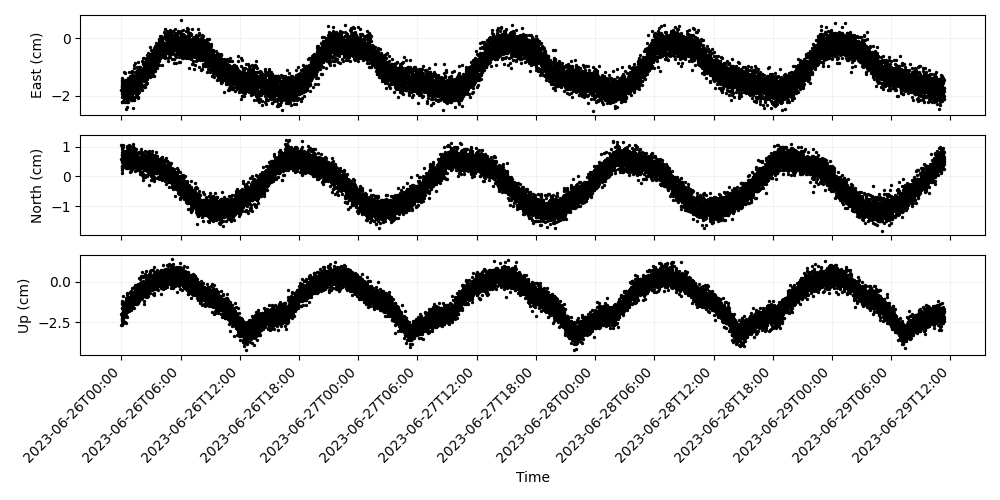 East (cm)
0
−2
North (cm)
1
0
−1
Up (cm)
0.0
−2.5
2023-06-26T00:00
2023-06-26T06:00
2023-06-26T12:00
2023-06-26T18:00
2023-06-27T00:00
2023-06-27T06:00
2023-06-27T12:00
2023-06-27T18:00
2023-06-28T00:00
2023-06-28T06:00
2023-06-28T12:00
2023-06-28T18:00
2023-06-29T00:00
2023-06-29T06:00
2023-06-29T12:00
Time